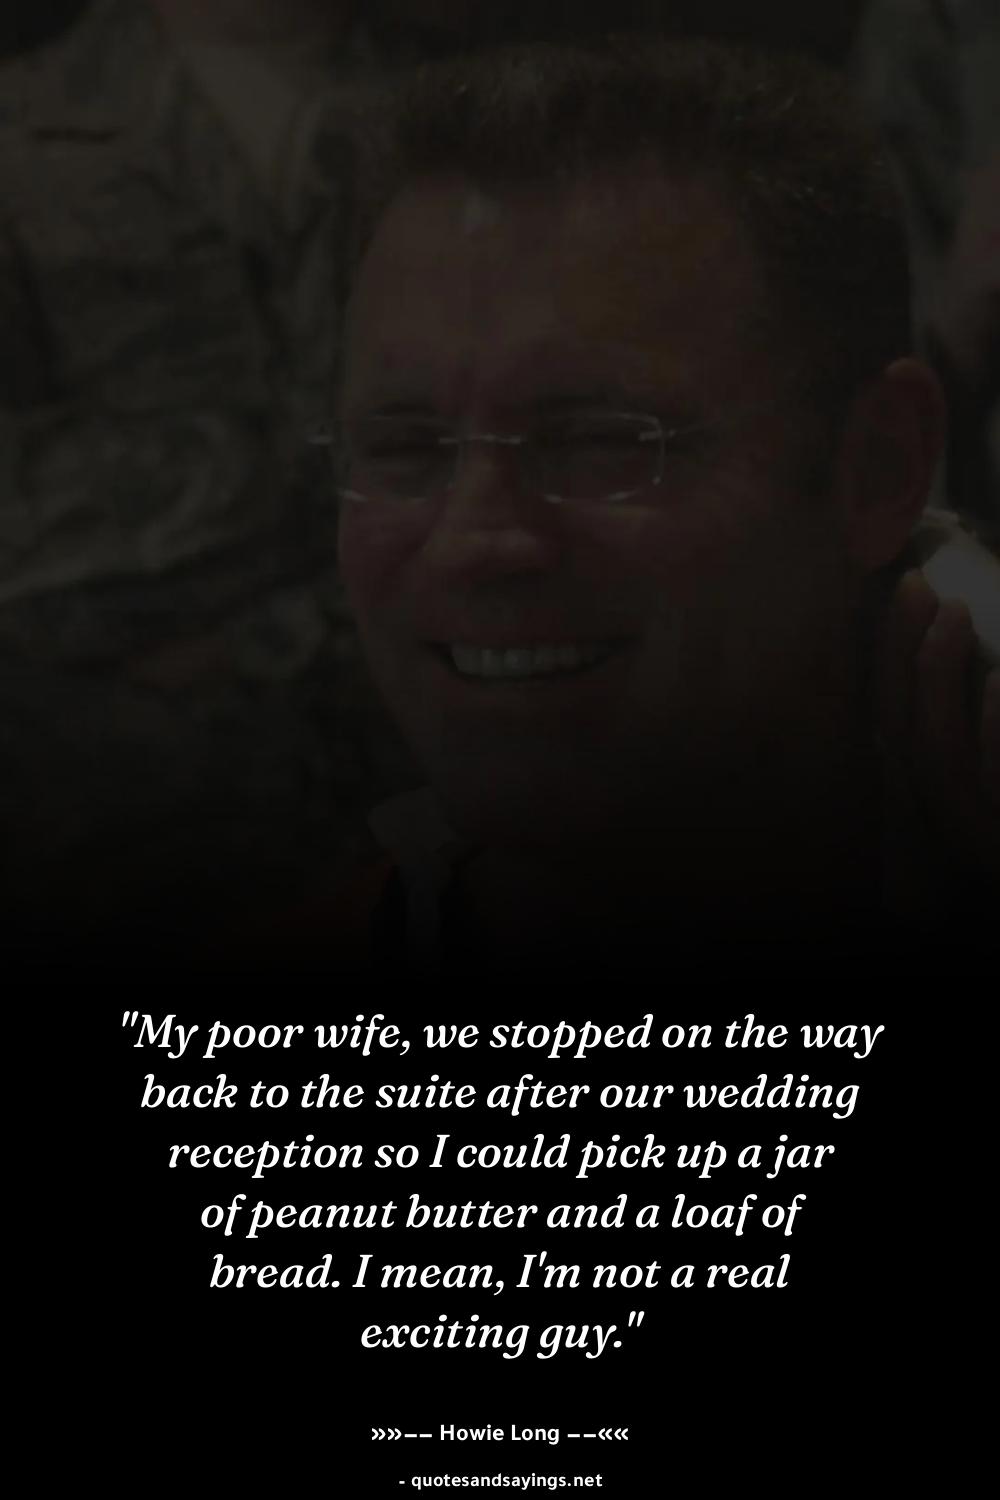 "My poor wife, we stopped on the way
back to the suite after our wedding
reception so I could pick up a jar
of peanut butter and a loaf of
bread. I mean, I'm not a real
exciting guy."
»»—— Howie Long ——««
- quotesandsayings.net